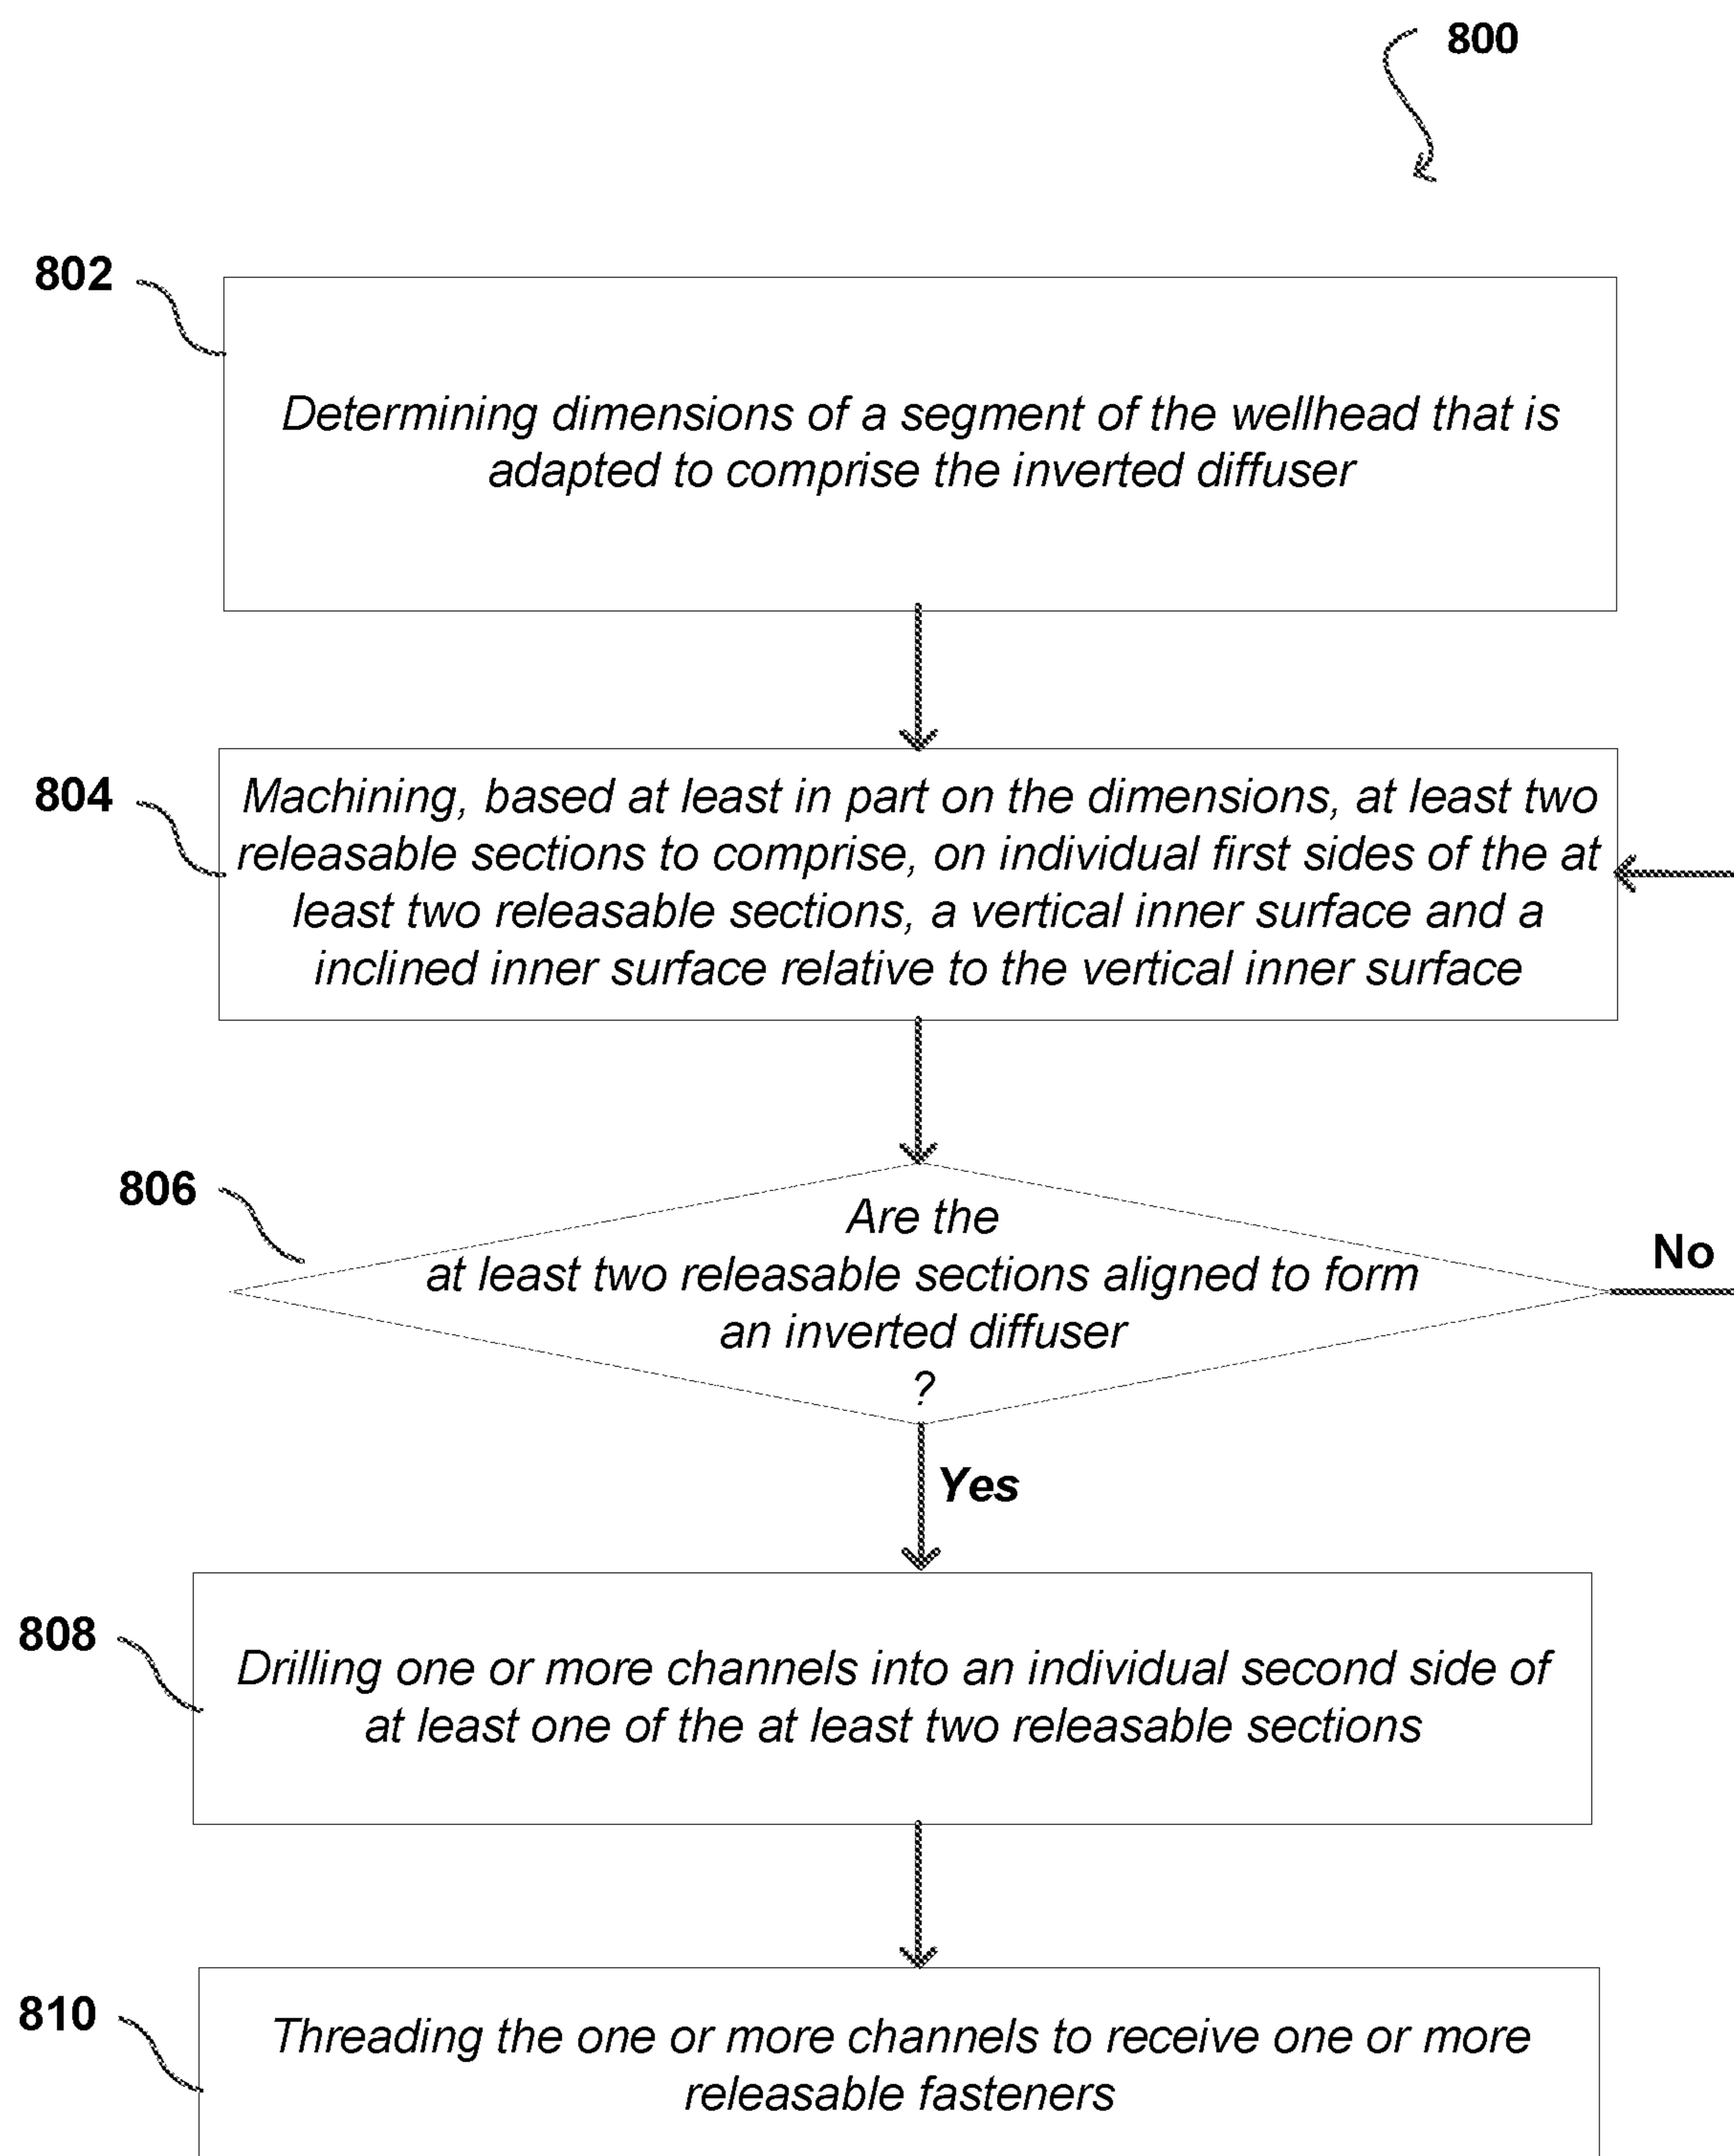 800
802
Determining dimensions of a segment of the wellhead that is
adapted to comprise the inverted diffuser
804
Machining, based at least in part on the dimensions, at least two
releasable sections to comprise, on individual first sides of the at
least two releasable sections, a vertical inner surface and a
inclined inner surface relative to the vertical inner surface
806
Are the
at least two releasable sections aligned to form
an inverted diffuser
?
No
Yes
808
Drilling one or more channels into an individual second side of
at least one of the at least two releasable sections
810
Threading the one or more channels to receive one or more
releasable fasteners